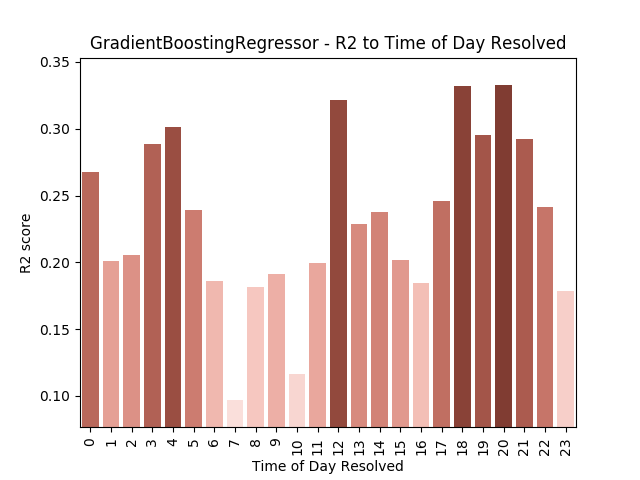 GradientBoostingRegressor - R2 to Time of Day Resolved
0.35
0.30
0.25
0.20
0.15
0.10
R2 score
0 1 2 3 4 5 6 7 8 9 10 11 12 13 14 15 16 17 18 19 20 21 22 23
Time of Day Resolved